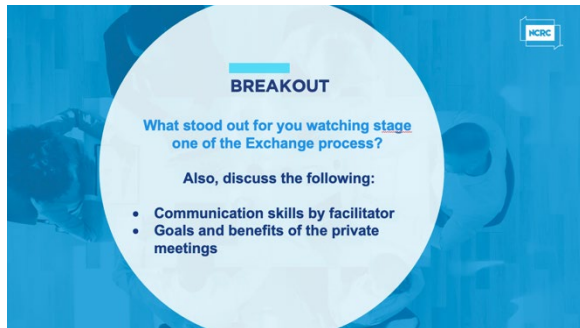 NCRC
BREAKOUT
What stood out for you watching stage
one of the Exchange process?
Also, discuss the following:
• Communication skills by facilitator
• Goals and benefits of the private
meetings